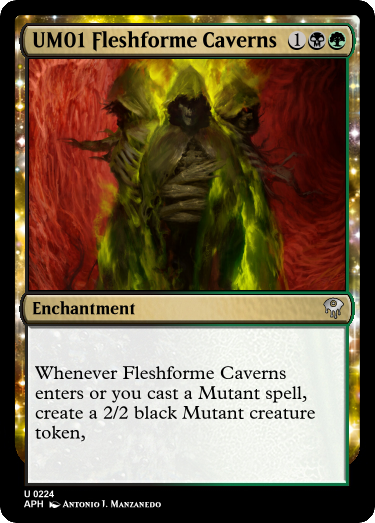 UM01 Fleshforme Caverns 1
Enchantment
Whenever Fleshforme Caverns
enters or you cast a Mutant spell,
create a 2/2 black Mutant creature
token,
U 0224
APH Antonio J. Manzanedo